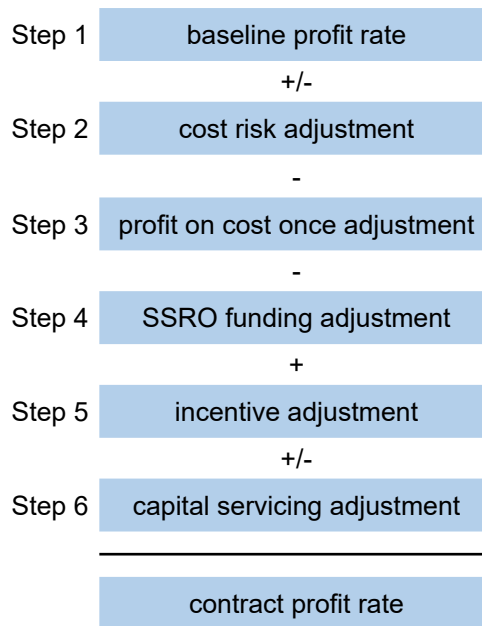 Step 1 baseline profit rate
+/-
Step 2 cost risk adjustment
-
Step 3 profit on cost once adjustment
-
Step 4 SSRO funding adjustment
+
Step 5 incentive adjustment
+/-
Step 6 capital servicing adjustment
contract profit rate